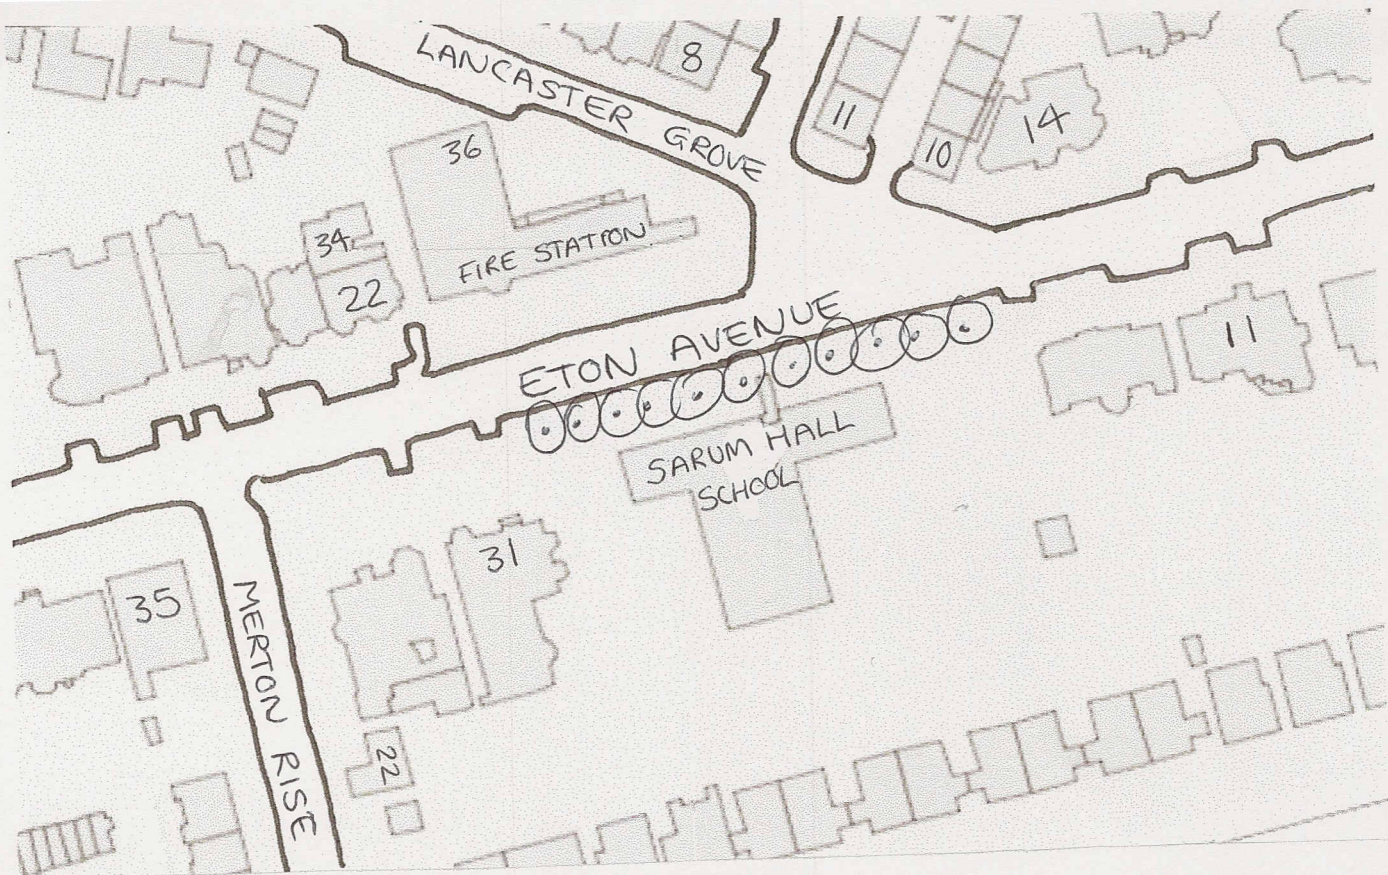 LANCASTER GROVE
8
11
10
14
36
FIRE STATION
34
22
ETON AVENUE
11
SARUM HALL
SCHOOL
31
35
MERTON RISE
22